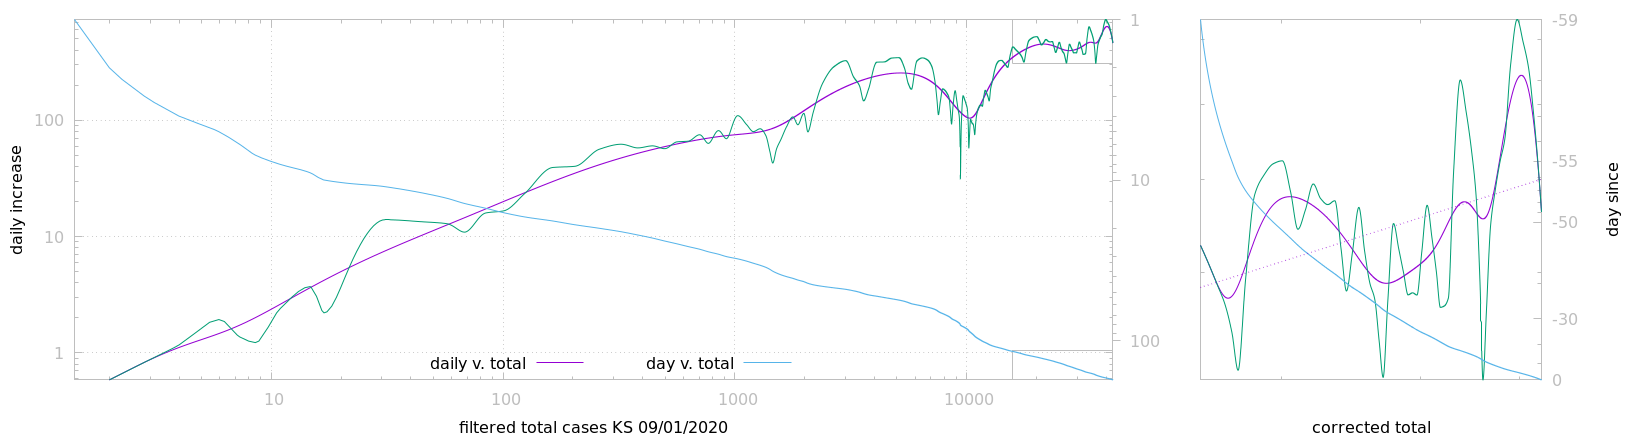 daily increase
100
10
1
10
100
1000
10000
filtered total cases KS 09/01/2020
daily v. total
day v. total
1
10
100
corrected total
-59
-55
-50
-30
0
day since